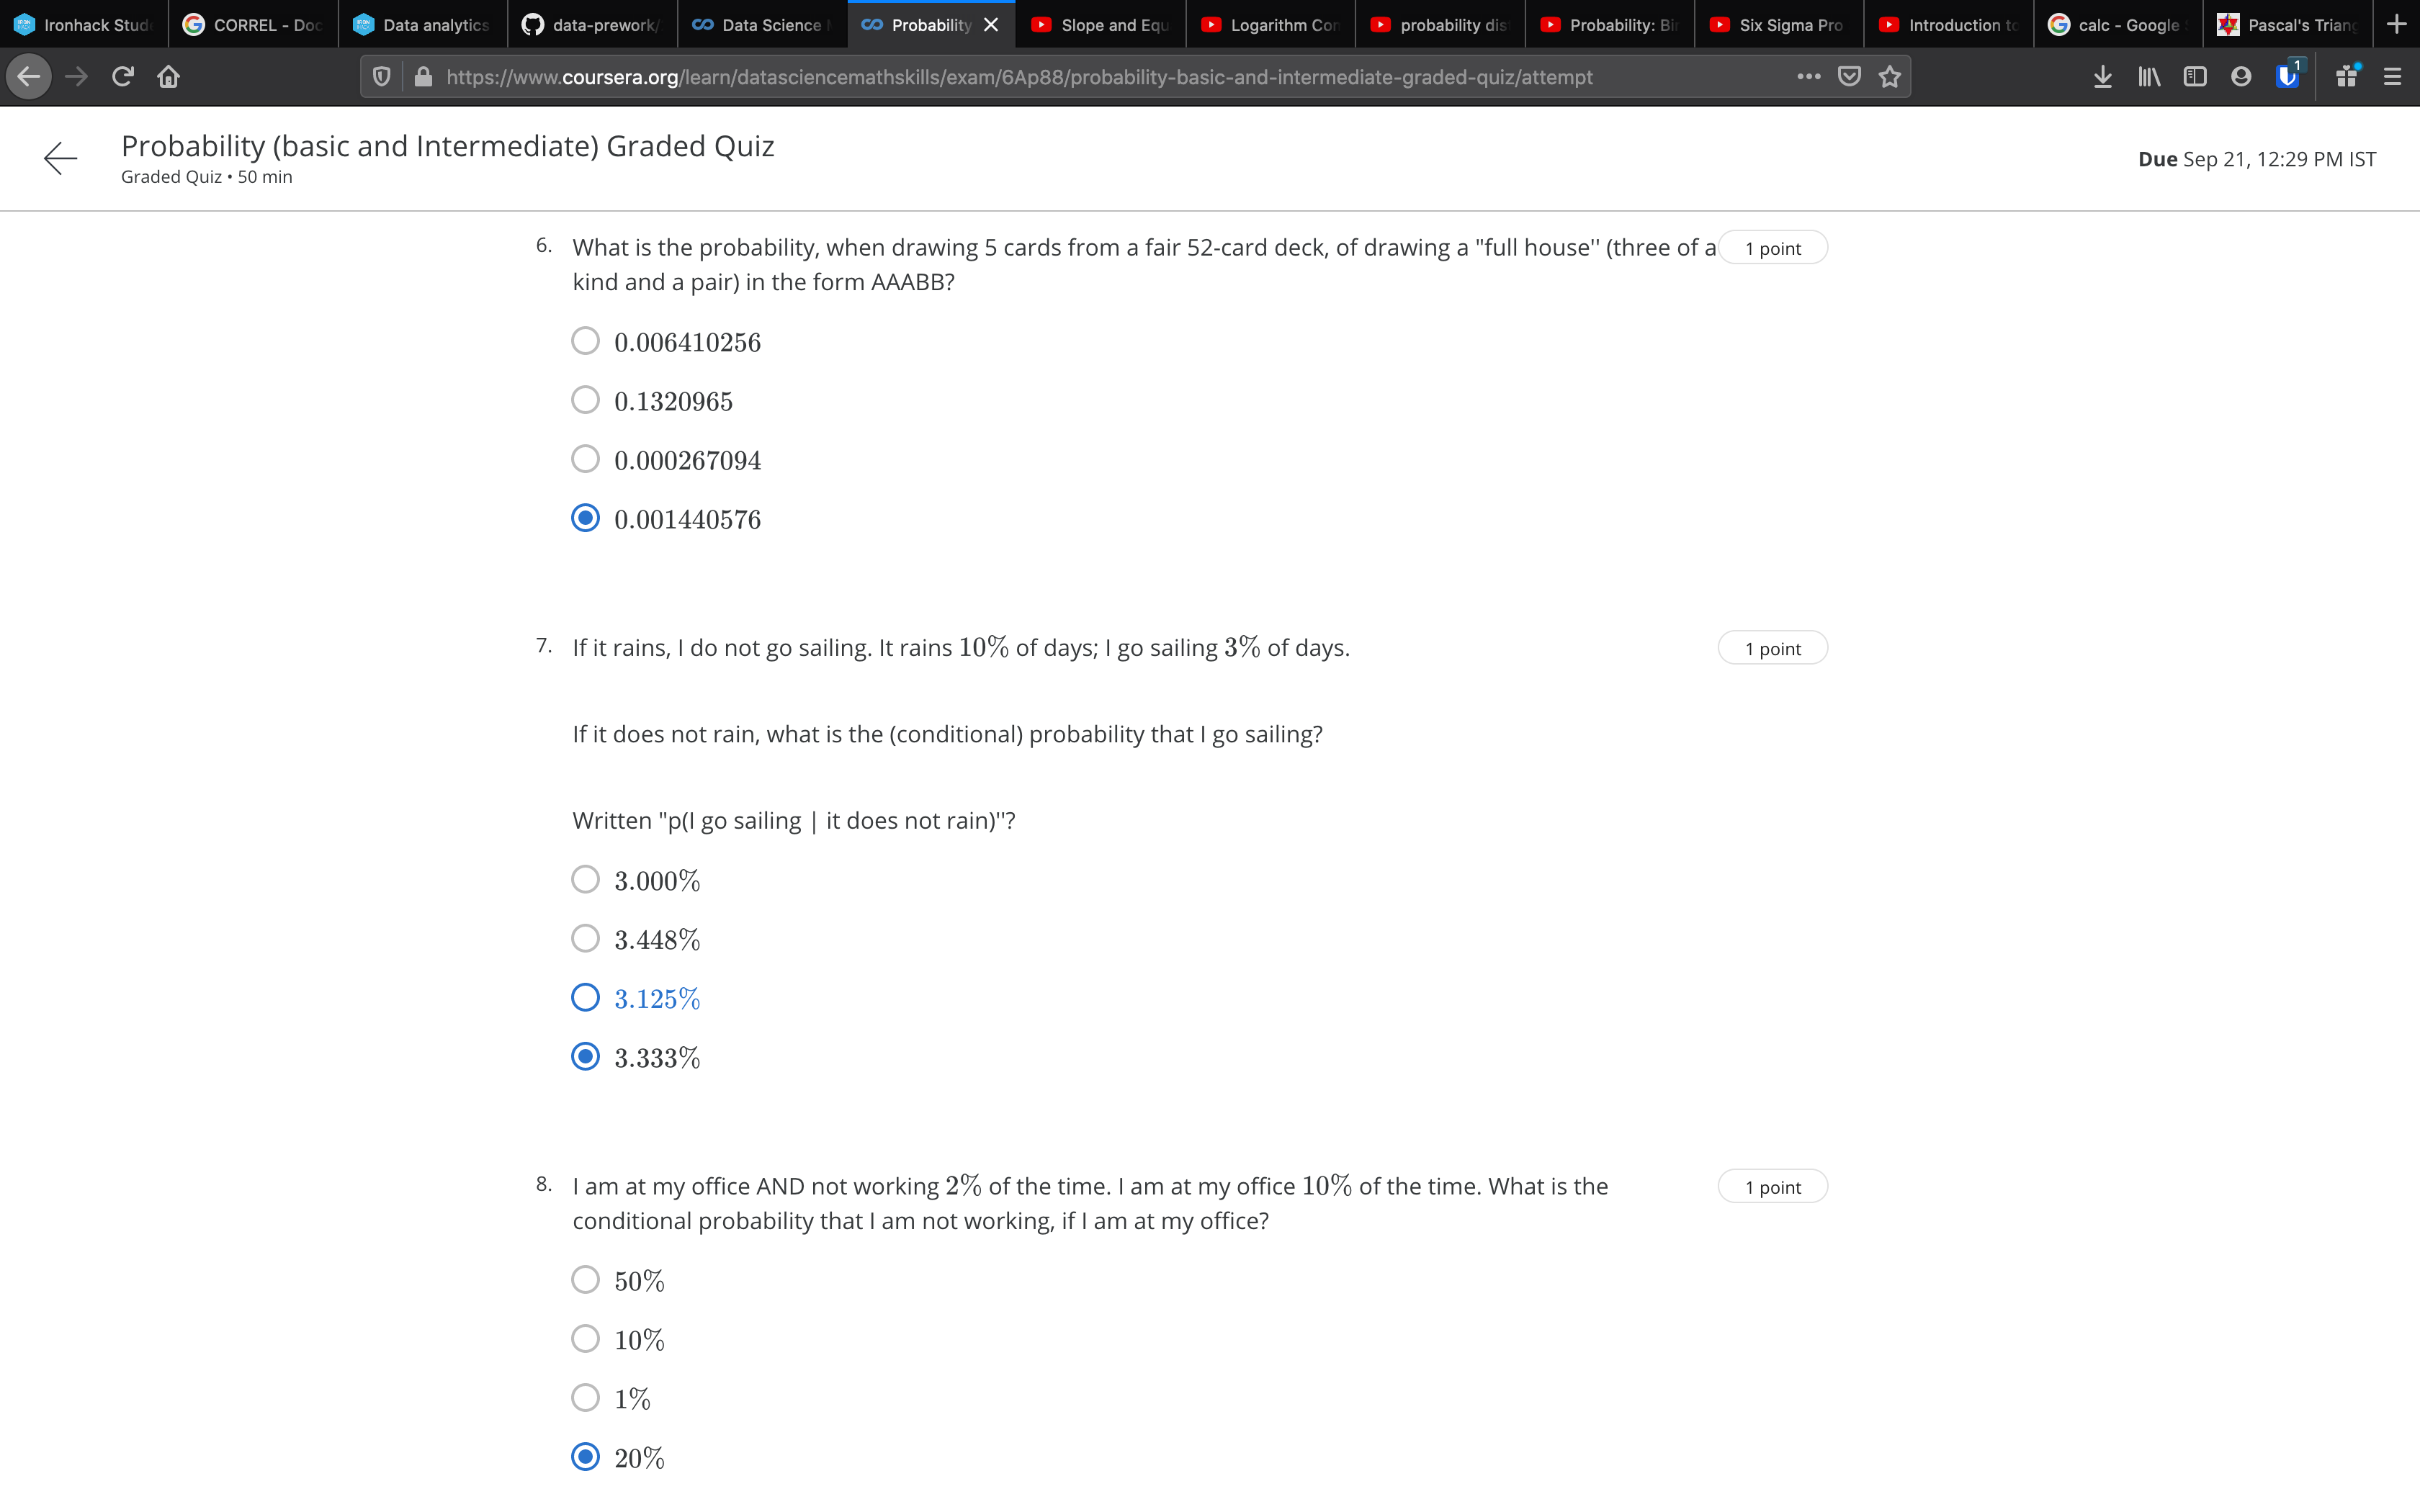 Ironhack Stud
CORREL - Doc
Data analytics
data-prework/
Data Science M
Probability
Slope and Equ
Logarithm Con
probability dis
Probability: Bi
Six Sigma Pro
Introduction to
calc - Google
Pascal's Triang
https://www.coursera.org/learn/datasciencemathskills/exam/6Ap88/probability-basic-and-intermediate-graded-quiz/attempt
1
Probability (basic and Intermediate) Graded Quiz
Graded Quiz • 50 min
Due Sep 21, 12:29 PM IST
6. What is the probability, when drawing 5 cards from a fair 52-card deck, of drawing a "full house'' (three of a
kind and a pair) in the form AAABB?
1 point
0.006410256
0.1320965
0.000267094
0.001440576
7. If it rains, I do not go sailing. It rains 10% of days; I go sailing 3% of days.
1 point
If it does not rain, what is the (conditional) probability that I go sailing?
Written "p(I go sailing | it does not rain)''?
3.000%
3.448%
3.125%
3.333%
8. I am at my office AND not working 2% of the time. I am at my office 10% of the time. What is the
conditional probability that I am not working, if I am at my office?
1 point
50%
10%
1%
20%